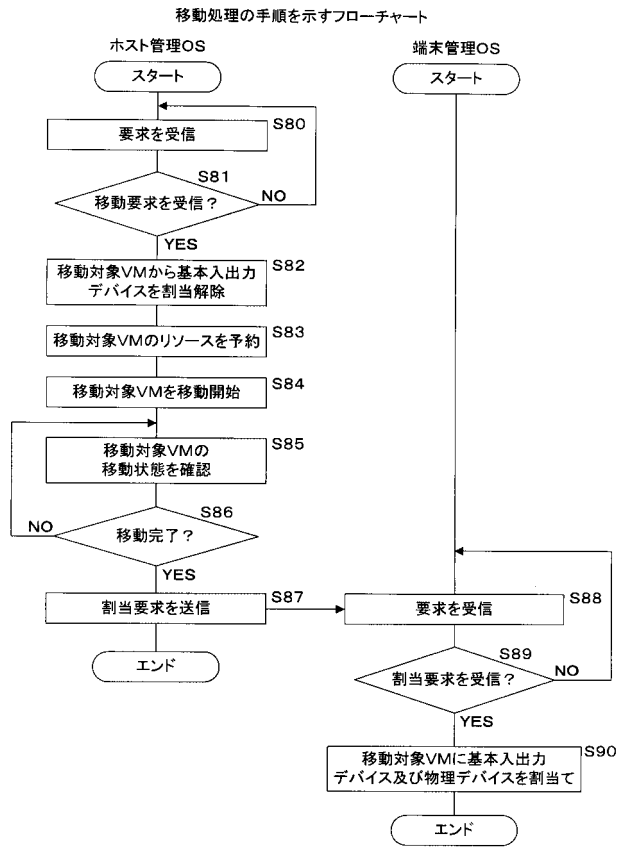 移動処理の手順を示すフローチャート
ホスト管理OS
スタート
要求を受信
S80
S81
移動要求を受信？
NO
YES
移動対象VMから基本入出力
デバイスを割当解除
S82
移動対象VMのリソースを予約
S83
移動対象VMを移動開始
S84
移動対象VMの
移動状態を確認
S85
S86
移動完了？
NO
YES
割当要求を送信
S87
エンド
端末管理OS
スタート
要求を受信
S88
S89
割当要求を受信？
NO
YES
移動対象VMに基本入出力
デバイス及び物理デバイスを割当て
S90
エンド